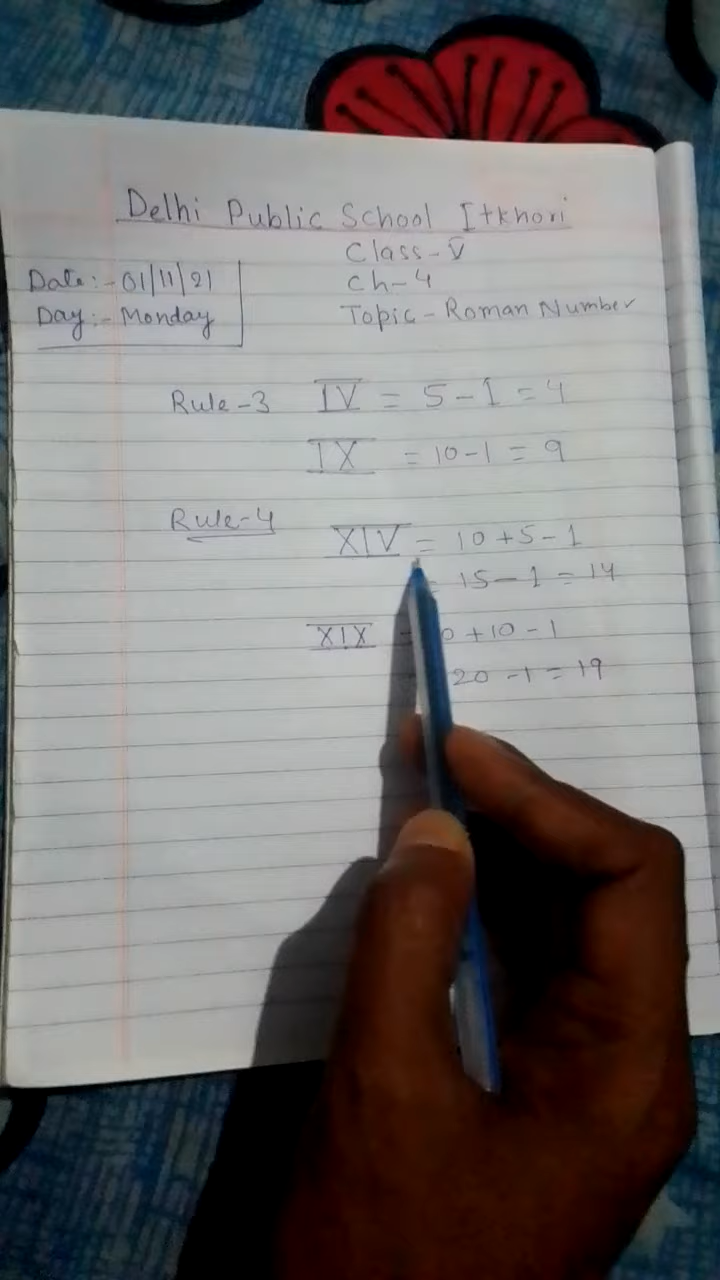 Delhi Public School Itkhori
Class-V
Date:- 01/11/21
Ch-4
Day:- Monday
Topic - Roman Number
Rule-3 IV = 5-1 = 4
IX = 10-1 = 9
Rule-4
XIV = 10+5-1
= 15-1 = 14
XIX 0+10-1
20-1 = 19